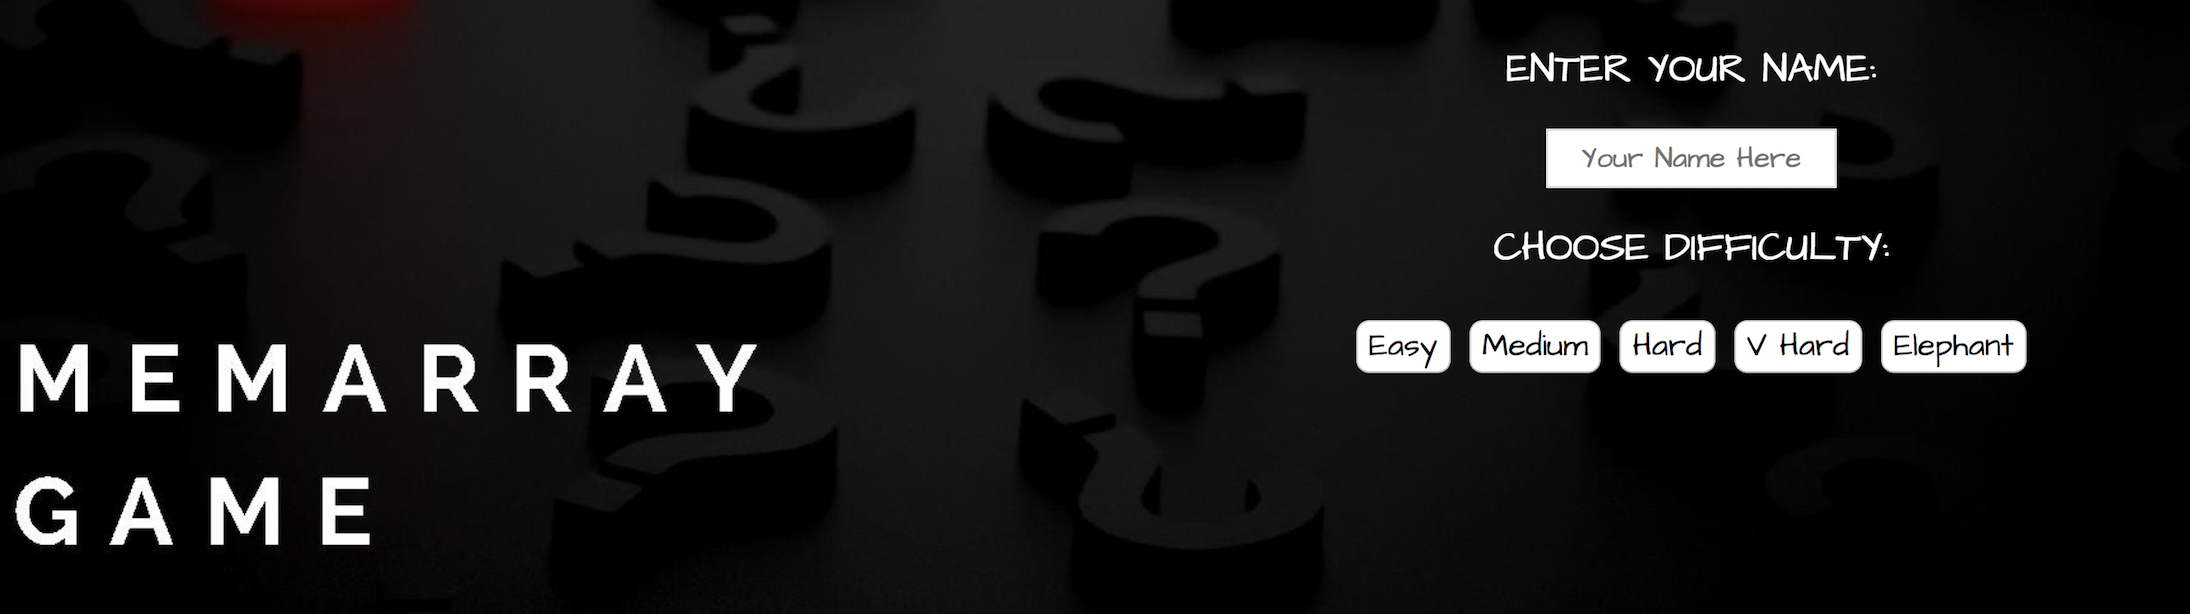 MEMARRAY
GAME
ENTER YOUR NAME:
Your Name Here
CHOOSE DIFFICULTY:
Easy Medium Hard V Hard Elephant